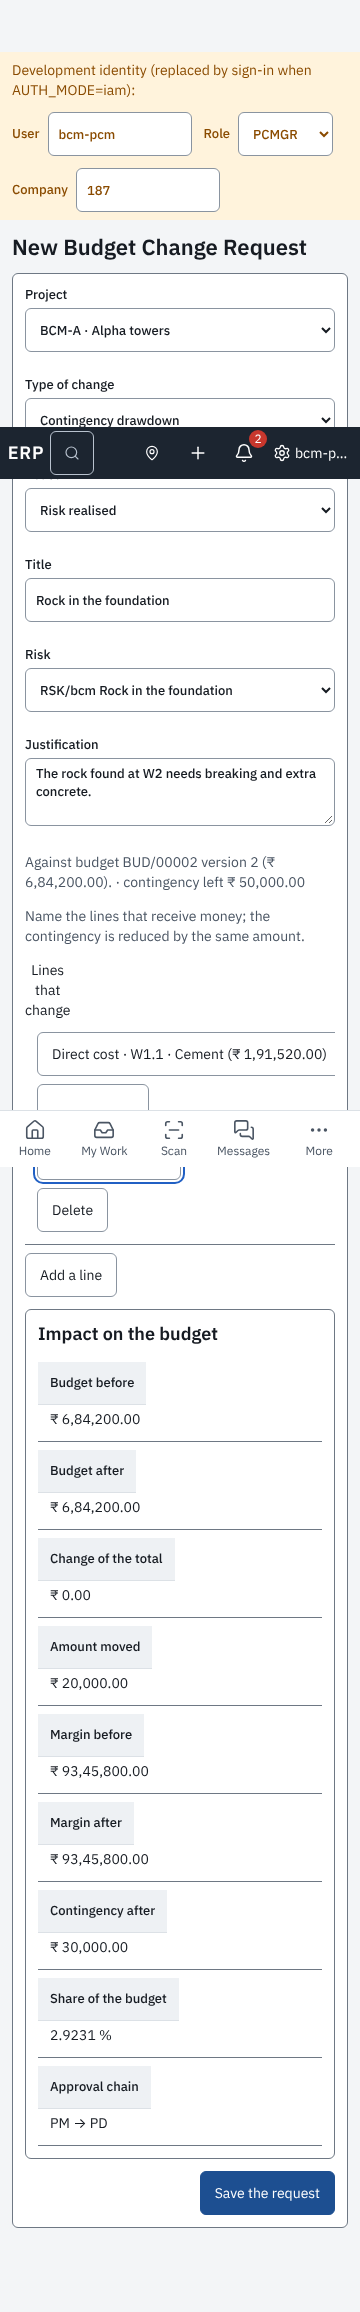 Development identity (replaced by sign-in when
AUTH_MODE=iam):
User bcm-pcm Role PCMGR
Company 187
New Budget Change Request
Project
BCM-A · Alpha towers
Type of change
Contingency drawdown
ERP 2 bcm-p...
Risk realised
Title
Rock in the foundation
Risk
RSK/bcm Rock in the foundation
Justification
The rock found at W2 needs breaking and extra
concrete.
Against budget BUD/00002 version 2 (₹
6,84,200.00). · contingency left ₹ 50,000.00
Name the lines that receive money; the
contingency is reduced by the same amount.
Lines
that
change
Direct cost · W1.1 · Cement (₹ 1,91,520.00)
Home My Work Scan Messages More
Delete
Add a line
Impact on the budget
Budget before
₹ 6,84,200.00
Budget after
₹ 6,84,200.00
Change of the total
₹ 0.00
Amount moved
₹ 20,000.00
Margin before
₹ 93,45,800.00
Margin after
₹ 93,45,800.00
Contingency after
₹ 30,000.00
Share of the budget
2.9231 %
Approval chain
PM → PD
Save the request